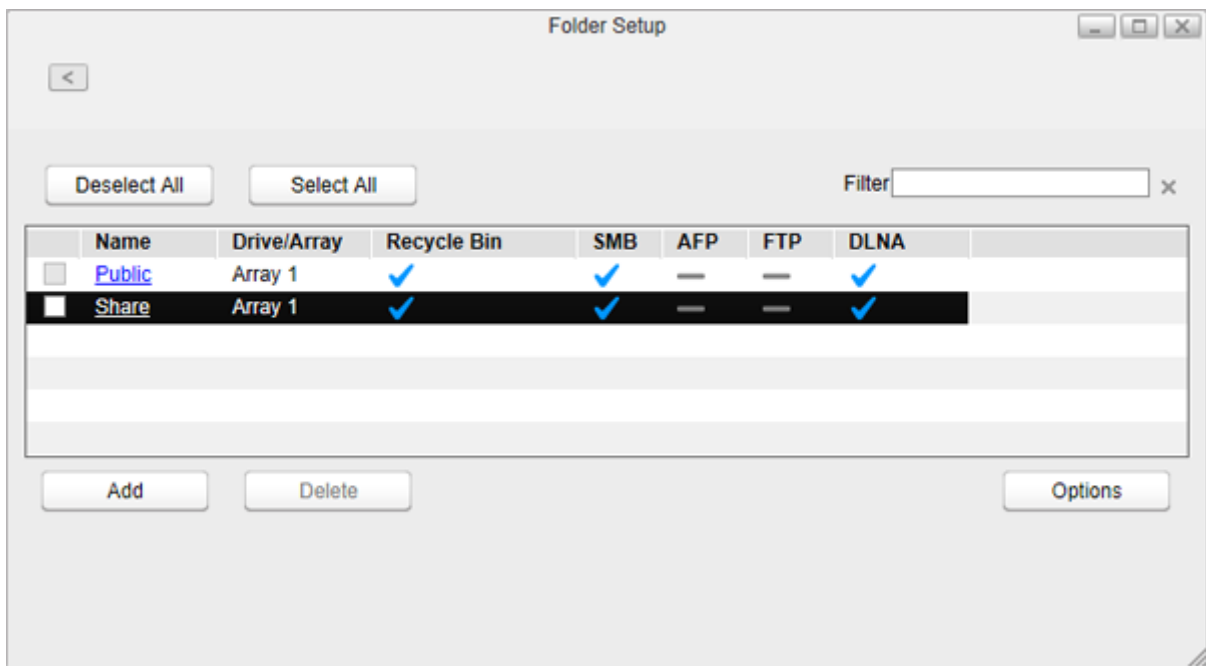 Folder Setup
<
Deselect All Select All Filter
Name Drive/Array Recycle Bin SMB AFP FTP DLNA
Public Array 1
Share Array 1
Add Delete Options